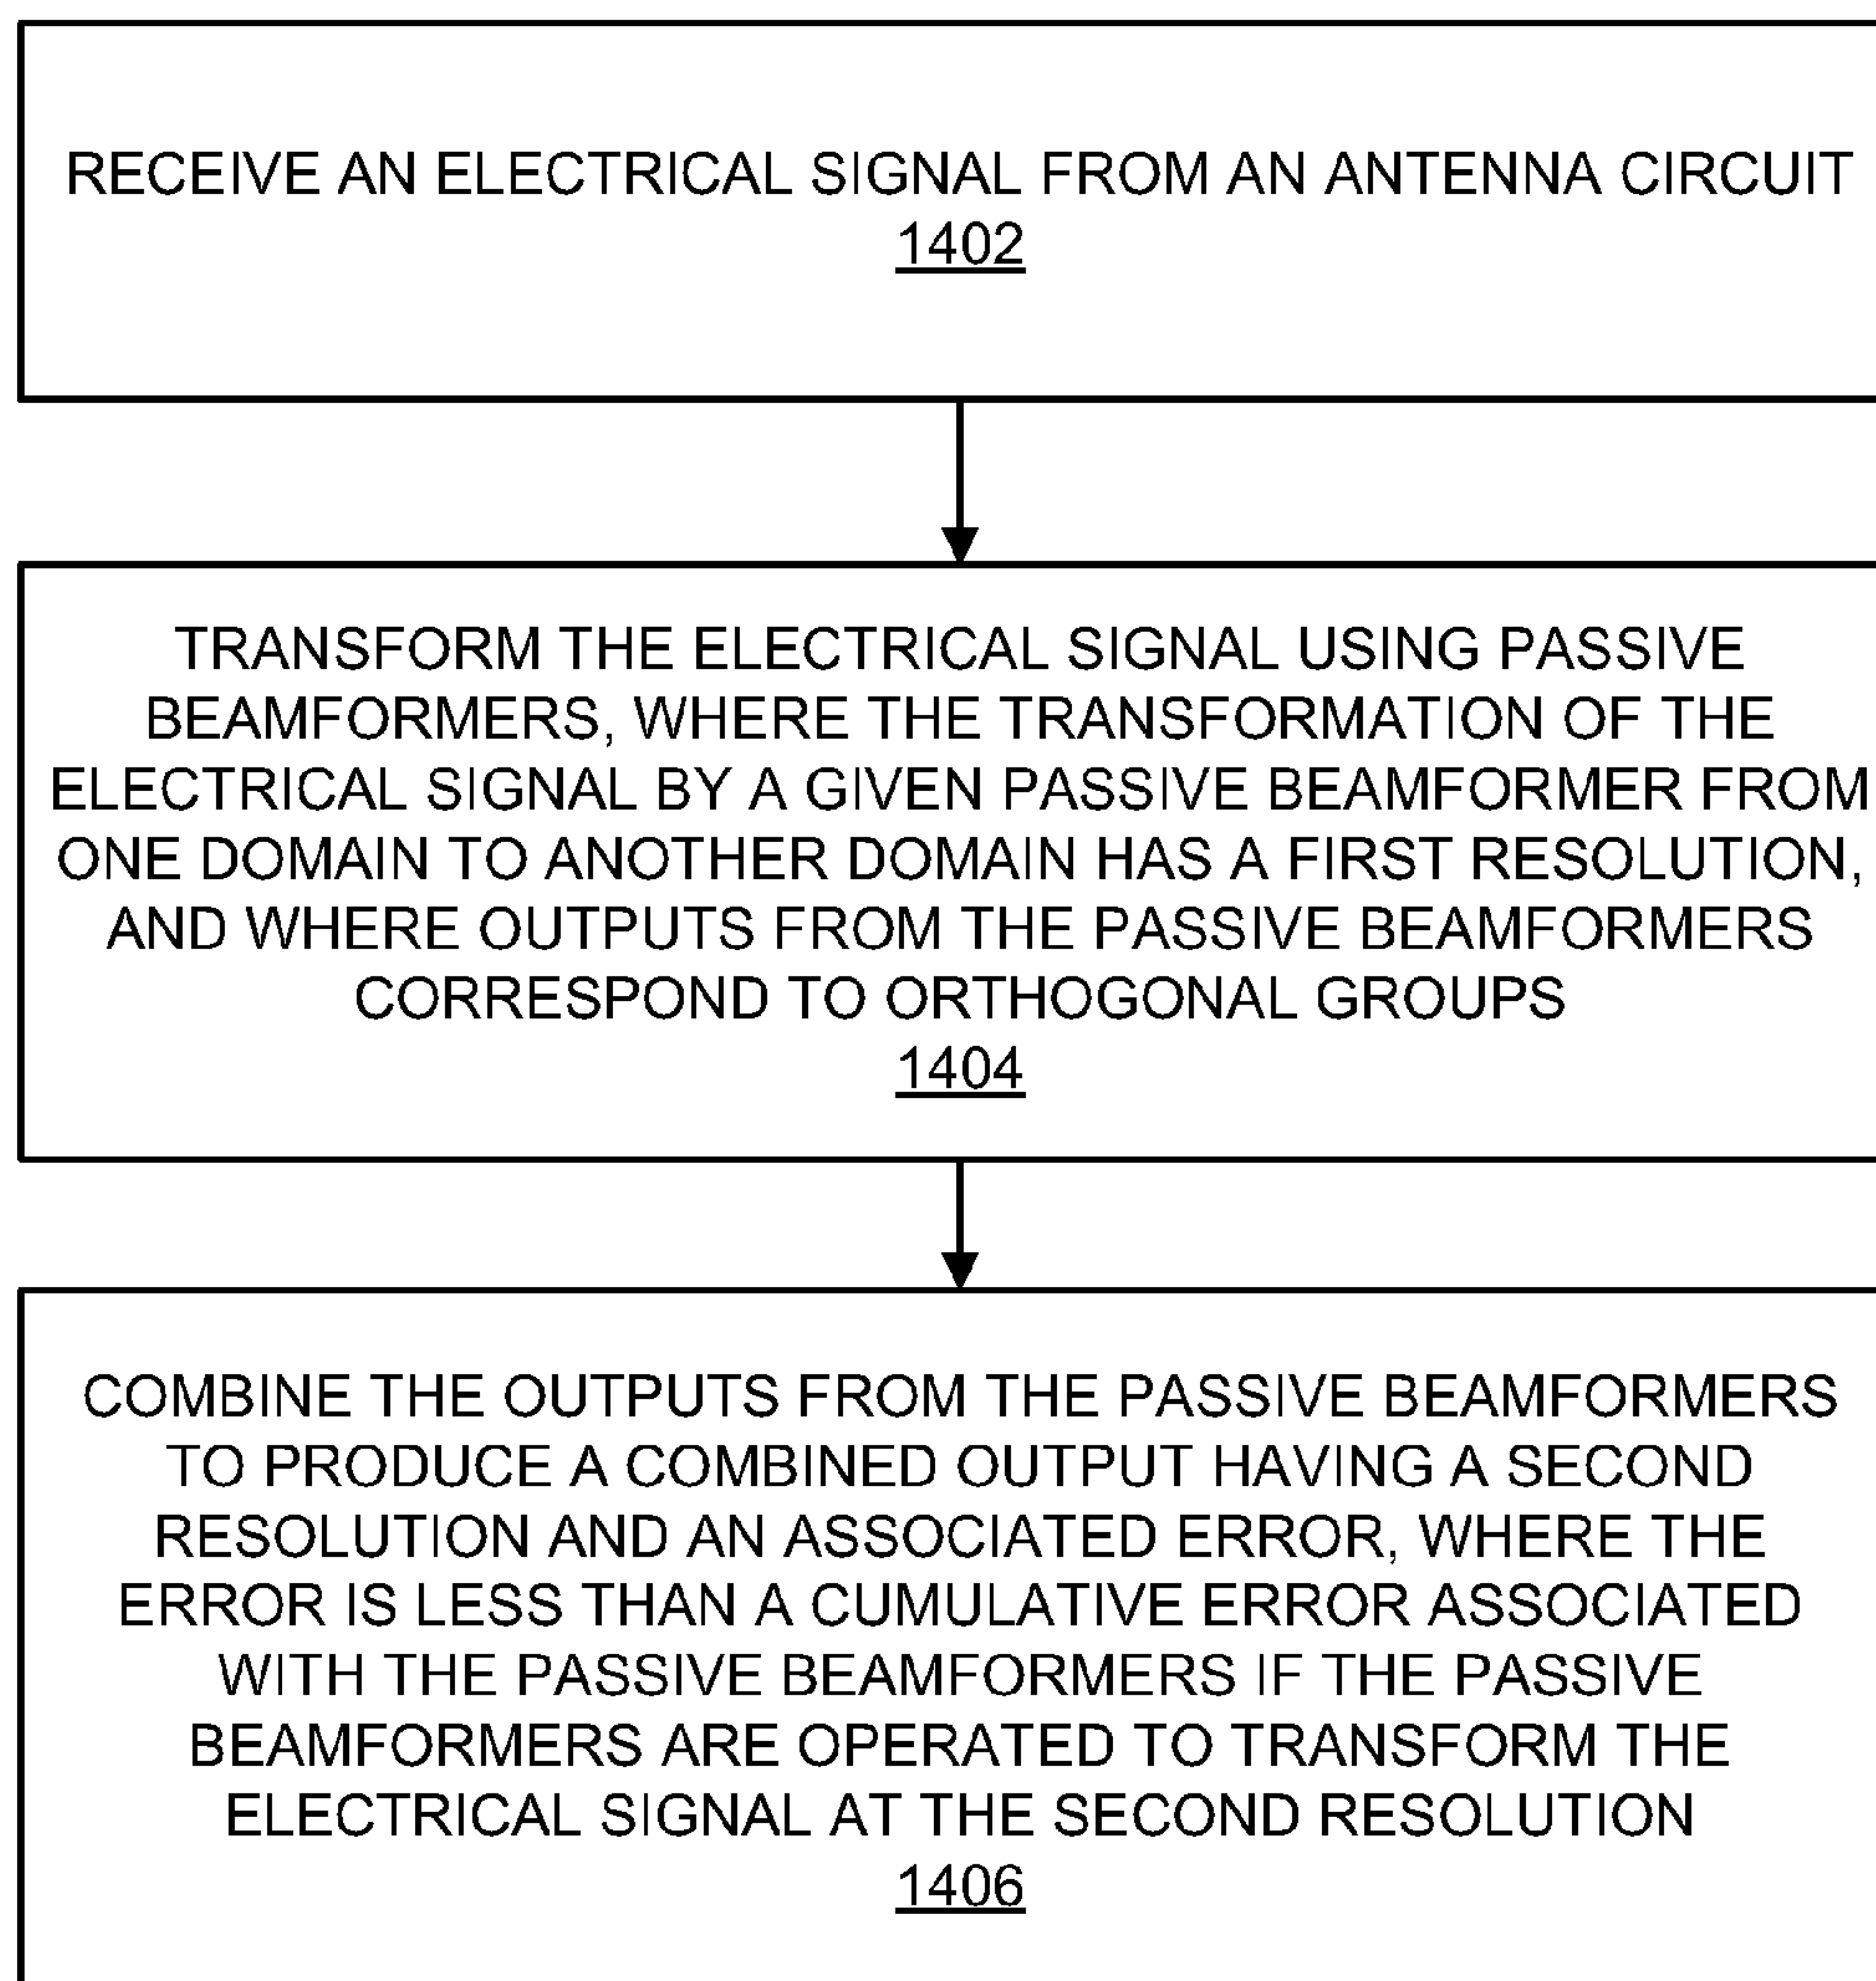 RECEIVE AN ELECTRICAL SIGNAL FROM AN ANTENNA CIRCUIT
1402
TRANSFORM THE ELECTRICAL SIGNAL USING PASSIVE
BEAMFORMERS, WHERE THE TRANSFORMATION OF THE
ELECTRICAL SIGNAL BY A GIVEN PASSIVE BEAMFORMER FROM
ONE DOMAIN TO ANOTHER DOMAIN HAS A FIRST RESOLUTION,
AND WHERE OUTPUTS FROM THE PASSIVE BEAMFORMERS
CORRESPOND TO ORTHOGONAL GROUPS
1404
COMBINE THE OUTPUTS FROM THE PASSIVE BEAMFORMERS
TO PRODUCE A COMBINED OUTPUT HAVING A SECOND
RESOLUTION AND AN ASSOCIATED ERROR, WHERE THE
ERROR IS LESS THAN A CUMULATIVE ERROR ASSOCIATED
WITH THE PASSIVE BEAMFORMERS IF THE PASSIVE
BEAMFORMERS ARE OPERATED TO TRANSFORM THE
ELECTRICAL SIGNAL AT THE SECOND RESOLUTION
1406